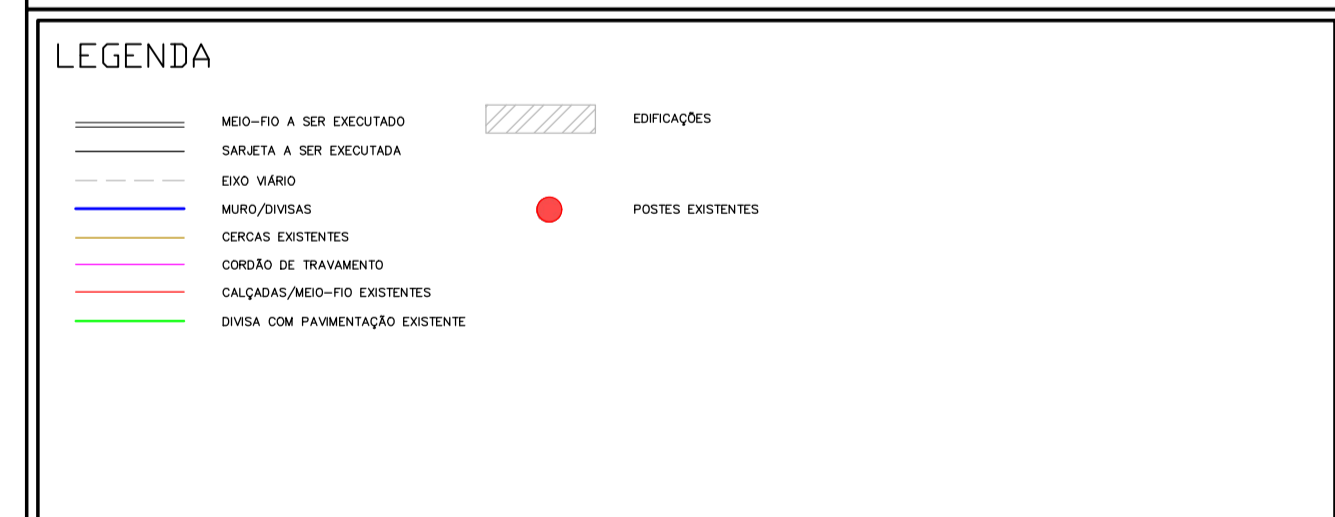 LEGENDA
MEIO-FIO A SER EXECUTADO
SARJETA A SER EXECUTADA
EIXO VIÁRIO
MURO/DIVISAS
CERCAS EXISTENTES
CORDÃO DE TRAVAMENTO
CALÇADAS/MEIO-FIO EXISTENTES
DIVISA COM PAVIMENTAÇÃO EXISTENTE
EDIFICAÇÕES
POSTES EXISTENTES